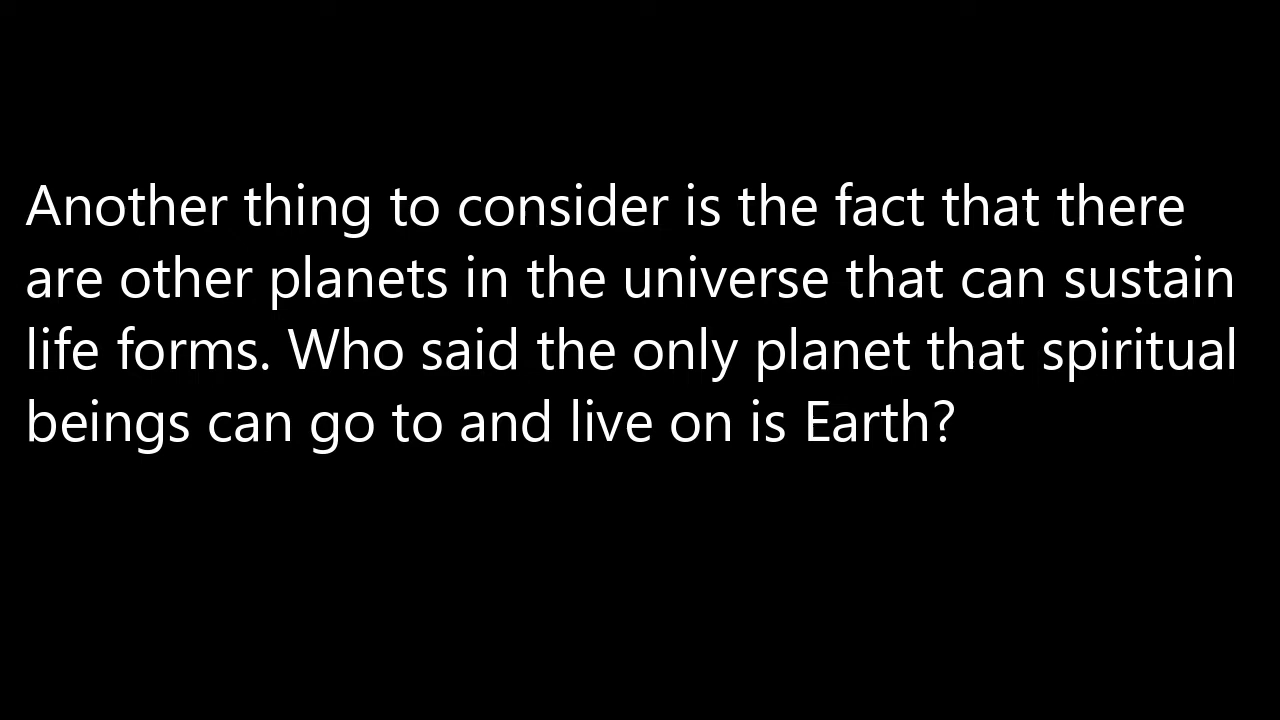 Another thing to consider is the fact that there
are other planets in the universe that can sustain
life forms. Who said the only planet that spiritual
beings can go to and live on is Earth?